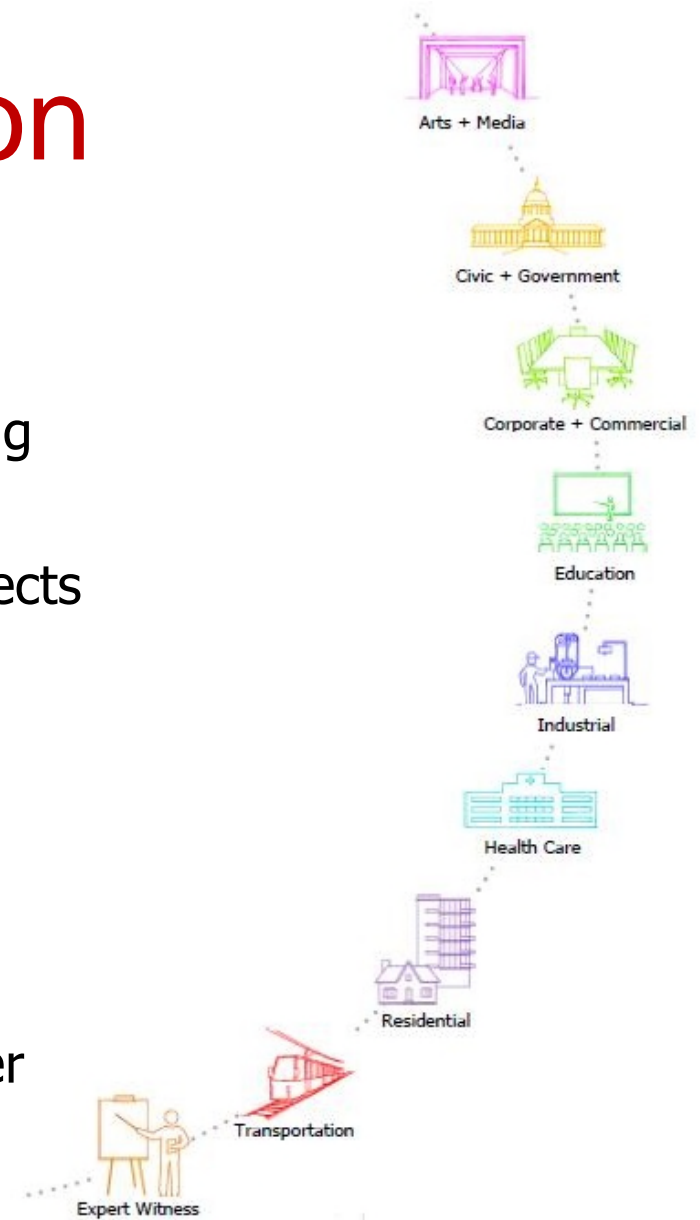 on
Arts + Media
Civic + Government
g
Corporate + Commercial
ects
Education
Industrial
Health Care
Residential
er
Transportation
Expert Witness